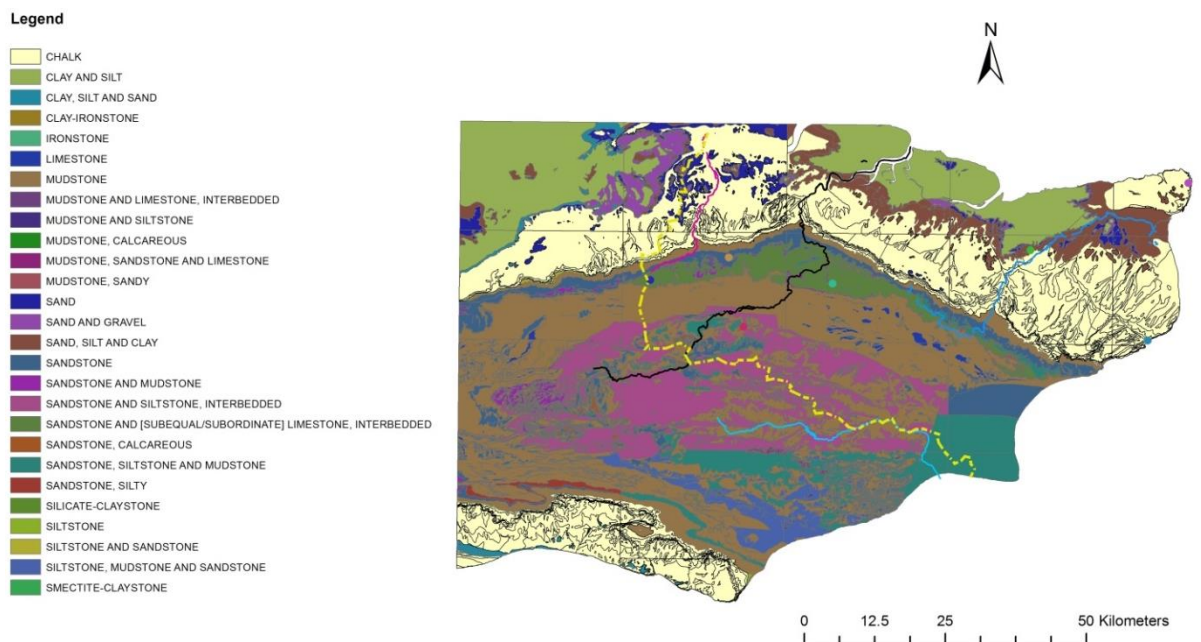 Legend
CHALK
CLAY AND SILT
CLAY, SILT AND SAND
CLAY-IRONSTONE
IRONSTONE
LIMESTONE
MUDSTONE
MUDSTONE AND LIMESTONE, INTERBEDDED
MUDSTONE AND SILTSTONE
MUDSTONE, CALCAREOUS
MUDSTONE, SANDSTONE AND LIMESTONE
MUDSTONE, SANDY
SAND
SAND AND GRAVEL
SAND, SILT AND CLAY
SANDSTONE
SANDSTONE AND MUDSTONE
SANDSTONE AND SILTSTONE, INTERBEDDED
SANDSTONE AND [SUBEQUAL/SUBORDINATE] LIMESTONE, INTERBEDDED
SANDSTONE, CALCAREOUS
SANDSTONE, SILTSTONE AND MUDSTONE
SANDSTONE, SILTY
SILICATE-CLAYSTONE
SILTSTONE
SILTSTONE AND SANDSTONE
SILTSTONE, MUDSTONE AND SANDSTONE
SMECTITE-CLAYSTONE
N
0 12.5 25 50 Kilometers